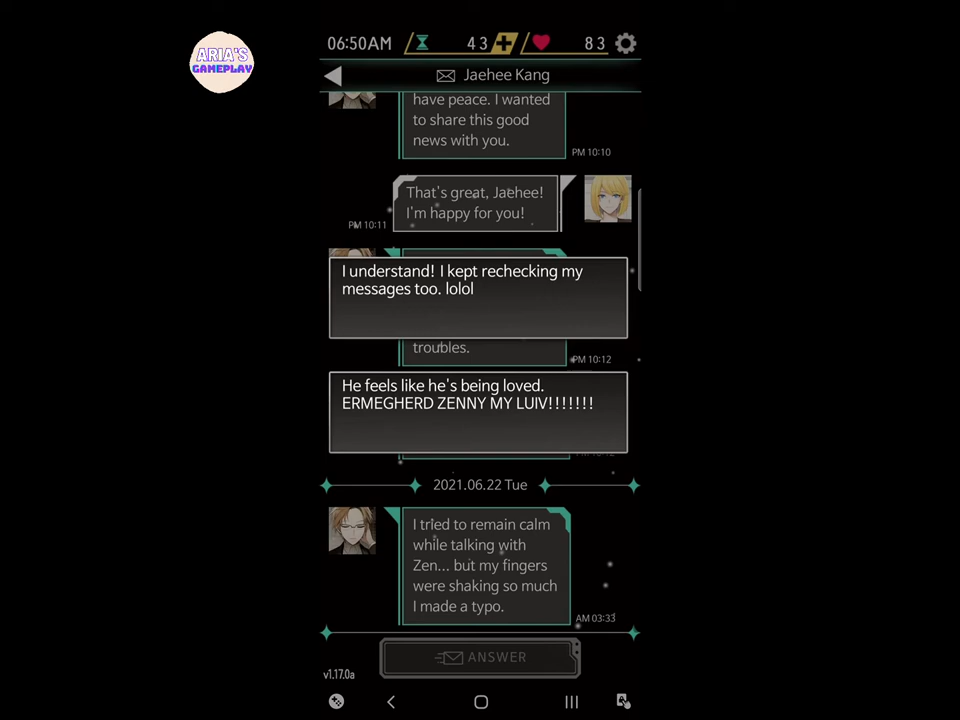 ARIA'S
GAMEPLAY
06:50AM
43
83
Jaehee Kang
have peace. I wanted
to share this good
news with you.
PM 10:10
That's great, Jaehee!
I'm happy for you!
PM 10:11
I understand! I kept rechecking my
messages too. lolol
troubles.
PM 10:12
He feels like he's being loved.
ERMEGHERD ZENNY MY LUIV!!!!!!!
2021.06.22 Tue
I tried to remain calm
while talking with
Zen... but my fingers
were shaking so much
I made a typo.
AM 03:33
ANSWER
v1.17.0a